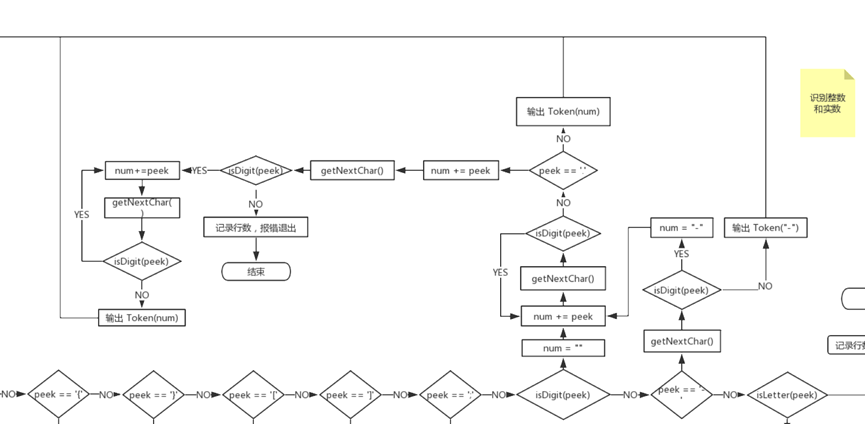 识别整数
和实数
输出 Token(num)
NO
num+=peek
YES
isDigit(peek)
getNextChar()
num += peek
peek == '.'
getNextChar(
)
YES
NO
NO
记录行数，报错退出
isDigit(peek)
num = "-"
输出 Token("-")
isDigit(peek)
结束
YES
getNextChar()
YES
isDigit(peek)
NO
NO
输出 Token(num)
num += peek
num = ""
getNextChar()
记录行数
NO
peek == '{'
NO
peek == '}'
NO
peek == '['
NO
peek == ']'
NO
peek == ';'
NO
isDigit(peek)
NO
peek == '-
'
NO
isLetter(peek)